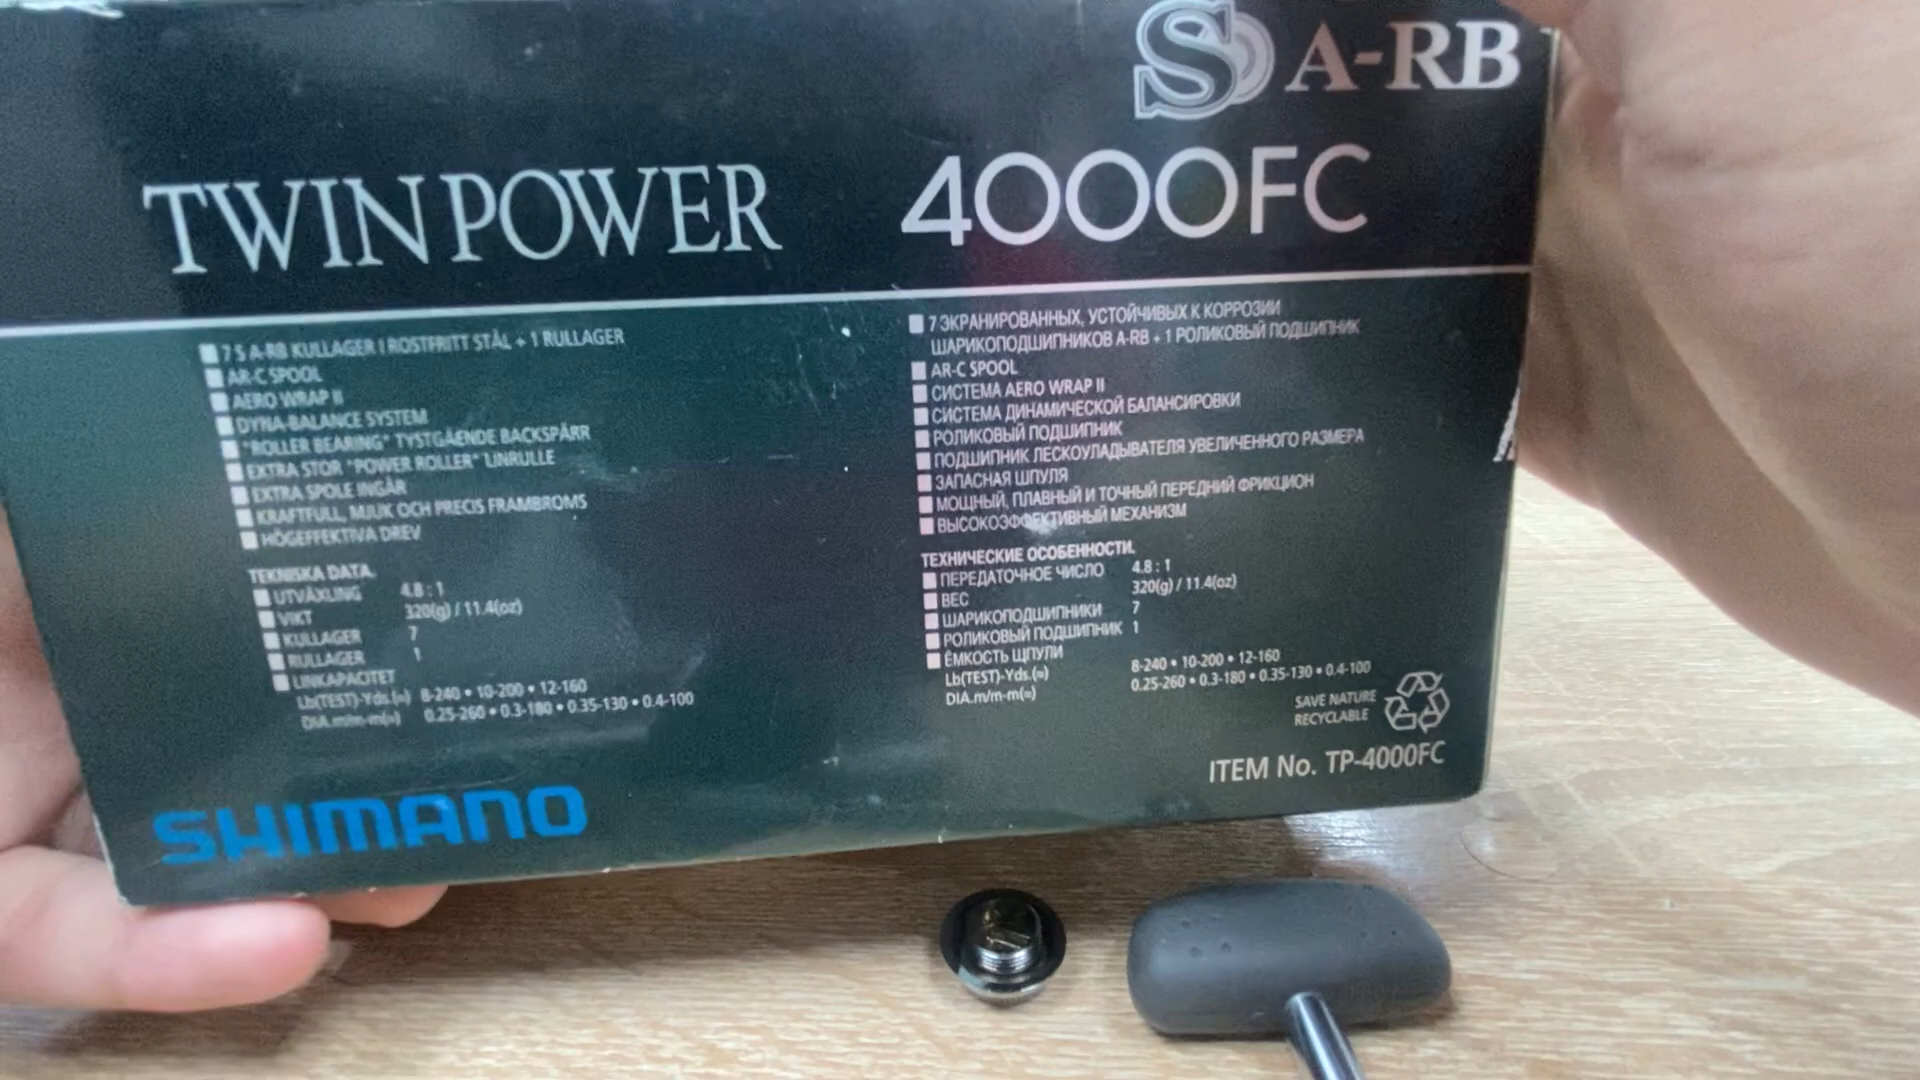 S A-RB
TWINPOWER 4000FC
7 S A-RB KULLAGER I ROSTFRITT STÅL + 1 RULLAGER
AR-C SPOOL
AERO WRAP II
DYNA-BALANCE SYSTEM
"ROLLER BEARING" TYSTGÅENDE BACKSPÄRR
EXTRA STOR "POWER ROLLER" LINRULLE
EXTRA SPOLE INGÅR
KRAFTFULL, MJUK OCH PRECIS FRAMBROMS
HÖGEFFEKTIVA DREV
TEKNISKA DATA.
UTVÄXLING 4.8 : 1
VIKT 320(g) / 11.4(oz)
KULLAGER 7
RULLAGER 1
LINKAPACITET
Lb(TEST)-Yds.(≈) 8-240 • 10-200 • 12-160
DIA.m/m-m(≈) 0.25-260 • 0.3-180 • 0.35-130 • 0.4-100
7 ЭКРАНИРОВАННЫХ, УСТОЙЧИВЫХ К КОРРОЗИИ
ШАРИКОПОДШИПНИКОВ A-RB + 1 РОЛИКОВЫЙ ПОДШИПНИК
AR-C SPOOL
СИСТЕМА AERO WRAP II
СИСТЕМА ДИНАМИЧЕСКОЙ БАЛАНСИРОВКИ
РОЛИКОВЫЙ ПОДШИПНИК
ПОДШИПНИК ЛЕСКОУЛАДЫВАТЕЛЯ УВЕЛИЧЕННОГО РАЗМЕРА
ЗАПАСНАЯ ШПУЛЯ
МОЩНЫЙ, ПЛАВНЫЙ И ТОЧНЫЙ ПЕРЕДНИЙ ФРИКЦИОН
ВЫСОКОЭФФЕКТИВНЫЙ МЕХАНИЗМ
ТЕХНИЧЕСКИЕ ОСОБЕННОСТИ.
ПЕРЕДАТОЧНОЕ ЧИСЛО 4.8 : 1
ВЕС 320(g) / 11.4(oz)
ШАРИКОПОДШИПНИКИ 7
РОЛИКОВЫЙ ПОДШИПНИК 1
ЁМКОСТЬ ЩПУЛИ
Lb(TEST)-Yds.(≈) 8-240 • 10-200 • 12-160
DIA.m/m-m(≈) 0.25-260 • 0.3-180 • 0.35-130 • 0.4-100
SAVE NATURE
RECYCLABLE
ITEM No. TP-4000FC
SHIMANO